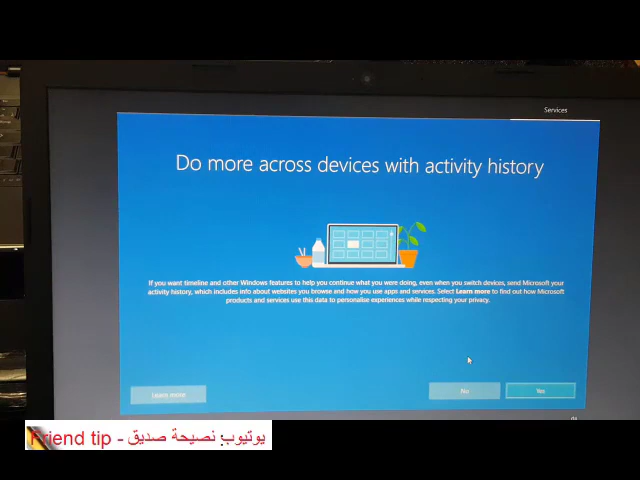 Services
Do more across devices with activity history
If you want timeline and other Windows features to help you continue what you were doing, even when you switch devices, send Microsoft your
activity history, which includes info about websites you browse and how you use apps and services. Select Learn more to find out how Microsoft
products and services use this data to personalise experiences while respecting your privacy.
Learn more
No
Yes
Friend tip - يوتيوب: نصيحة صديق